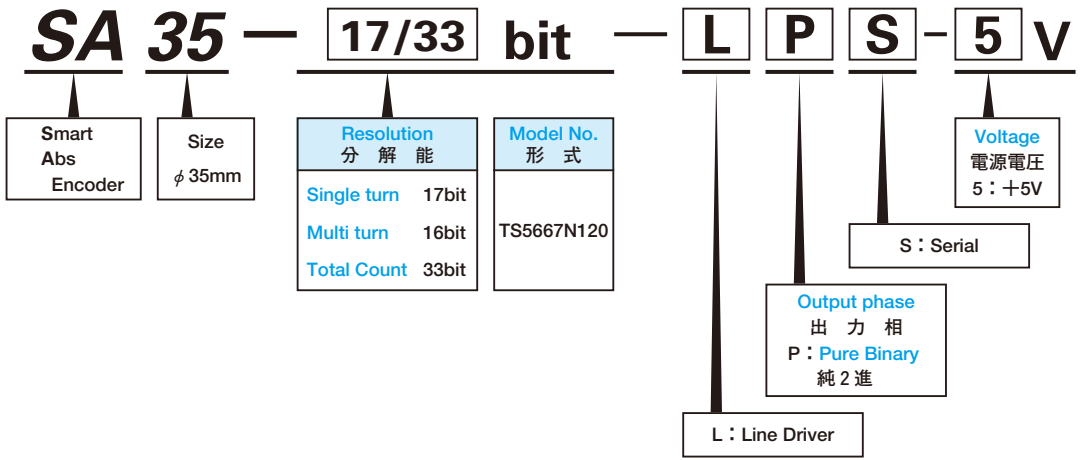 SA 35 — 17/33 bit — L P S - 5 V
Smart
Abs
Encoder
Size
φ 35mm
Resolution
分 解 能
Single turn 17bit
Multi turn 16bit
Total Count 33bit
Model No.
形 式
TS5667N120
Voltage
電源電圧
5：＋5V
S：Serial
Output phase
出 力 相
P：Pure Binary
純２進
L：Line Driver